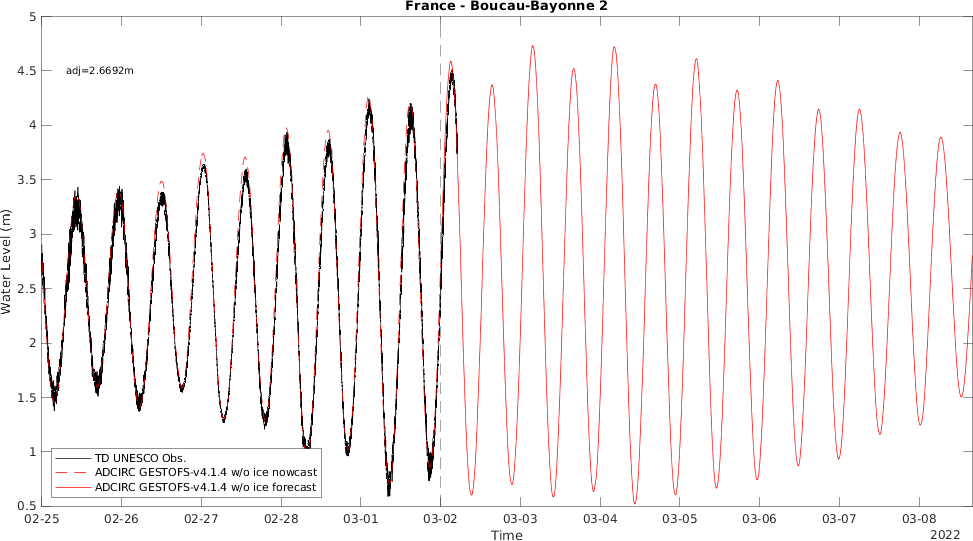 France - Boucau-Bayonne 2
5
4.5
4
3.5
3
2.5
2
1.5
1
0.5
Water Level (m)
adj=2.6692m
TD UNESCO Obs.
ADCIRC GESTOFS-v4.1.4 w/o ice nowcast
ADCIRC GESTOFS-v4.1.4 w/o ice forecast
02-25 02-26 02-27 02-28 03-01 03-02 03-03 03-04 03-05 03-06 03-07 03-08
Time
2022